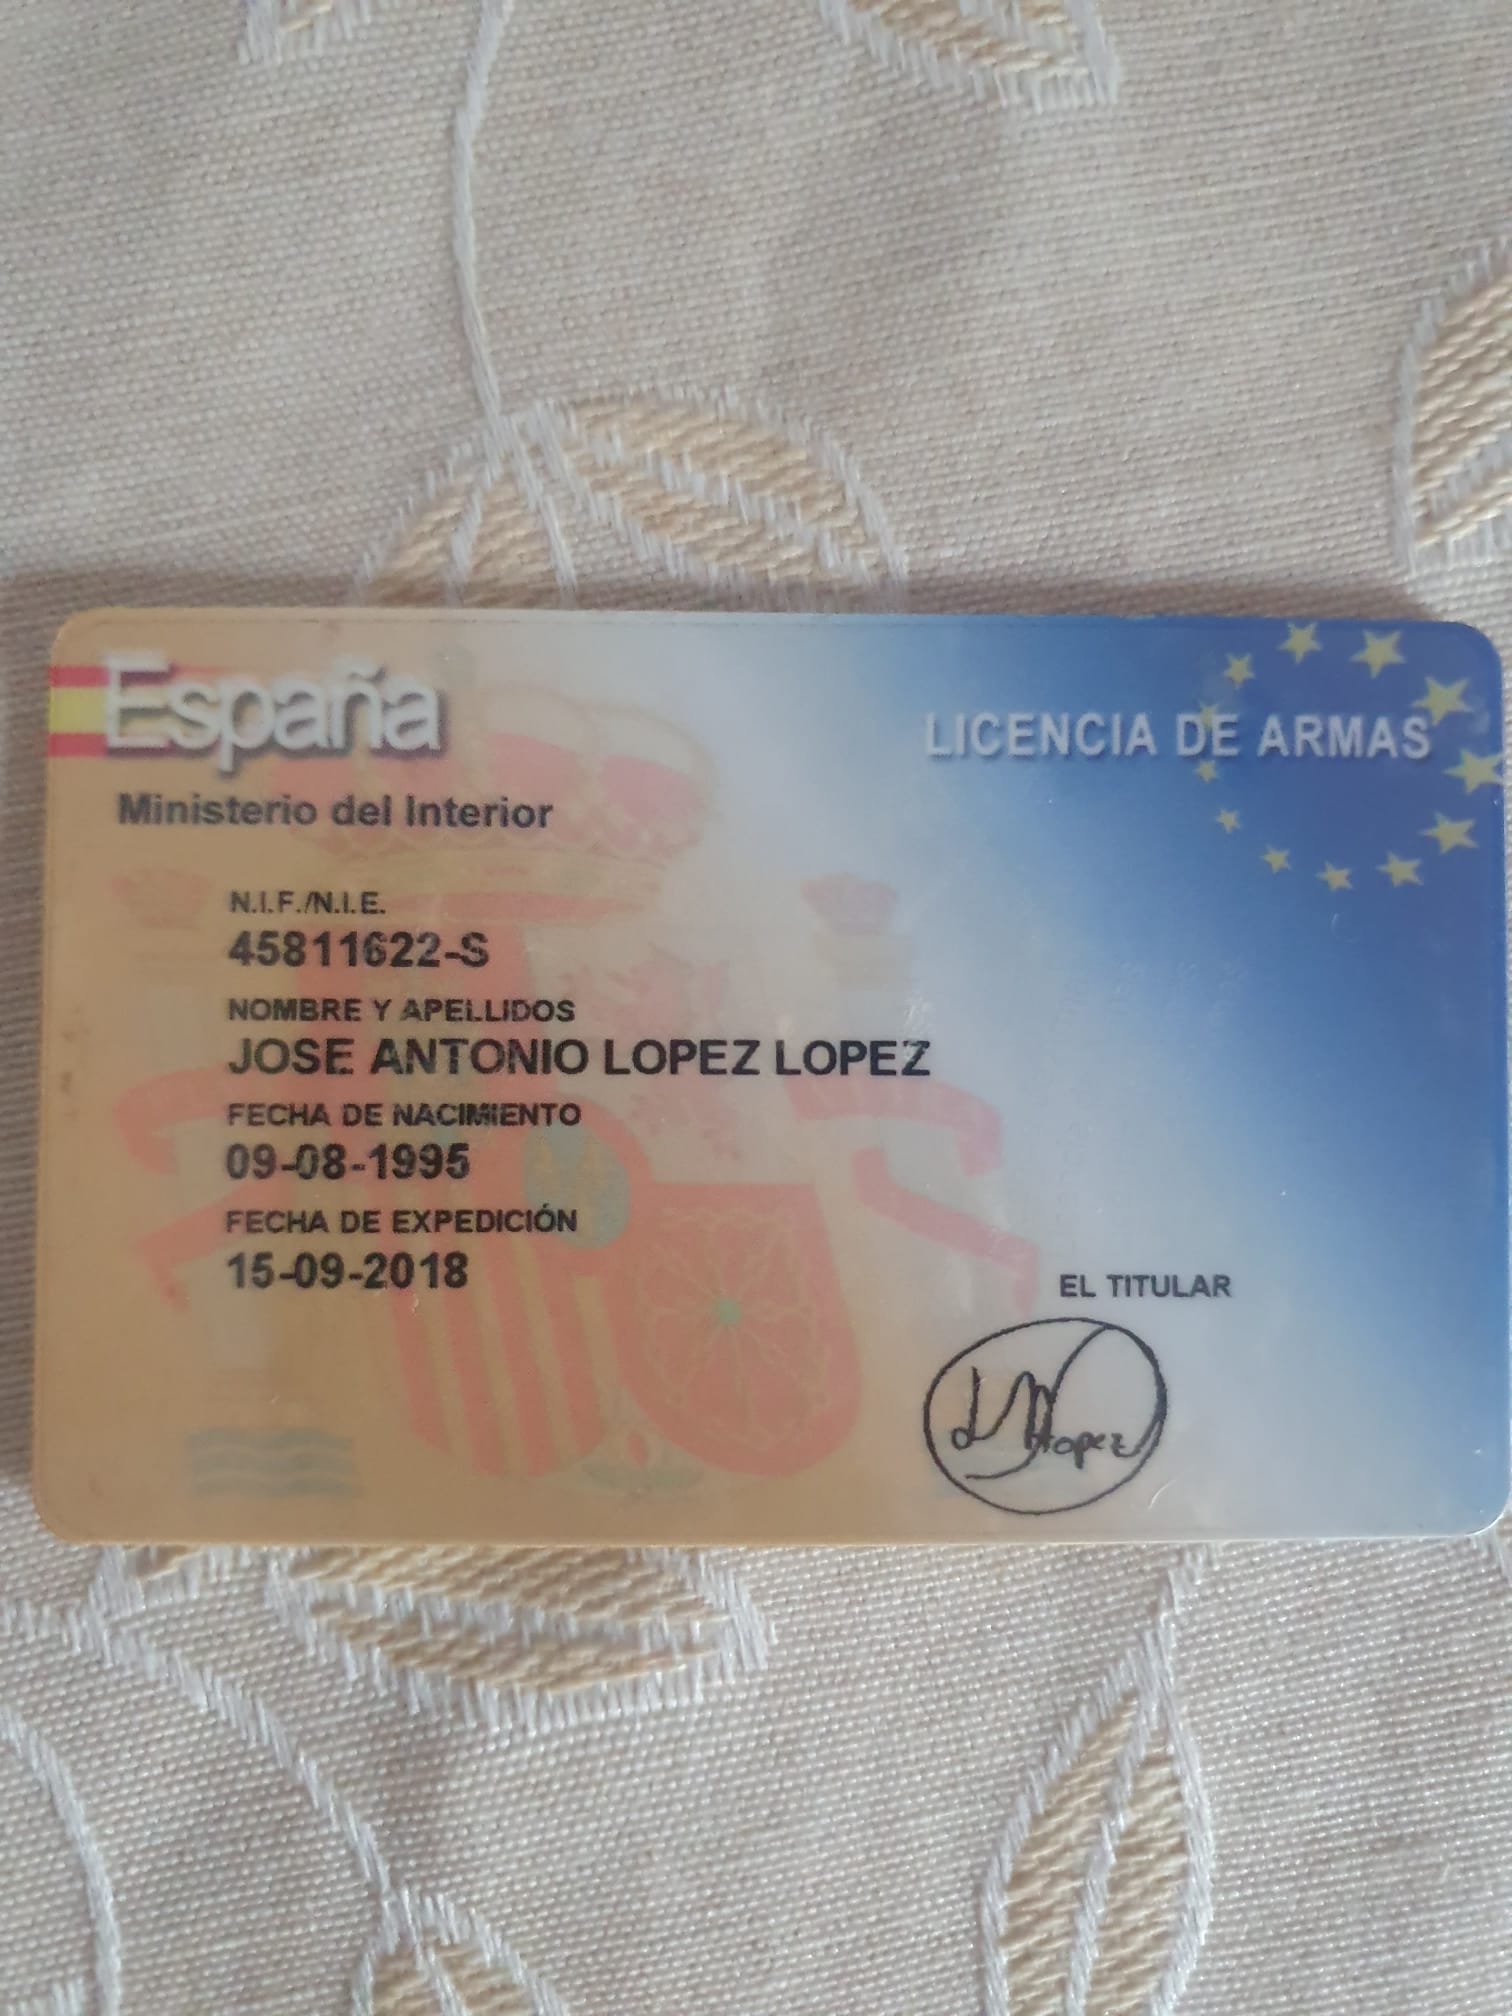 España
LICENCIA DE ARMAS
Ministerio del Interior
N.I.F./N.I.E.
45811622-S
NOMBRE Y APELLIDOS
JOSE ANTONIO LOPEZ LOPEZ
FECHA DE NACIMIENTO
09-08-1995
FECHA DE EXPEDICIÓN
15-09-2018
EL TITULAR
Lopez